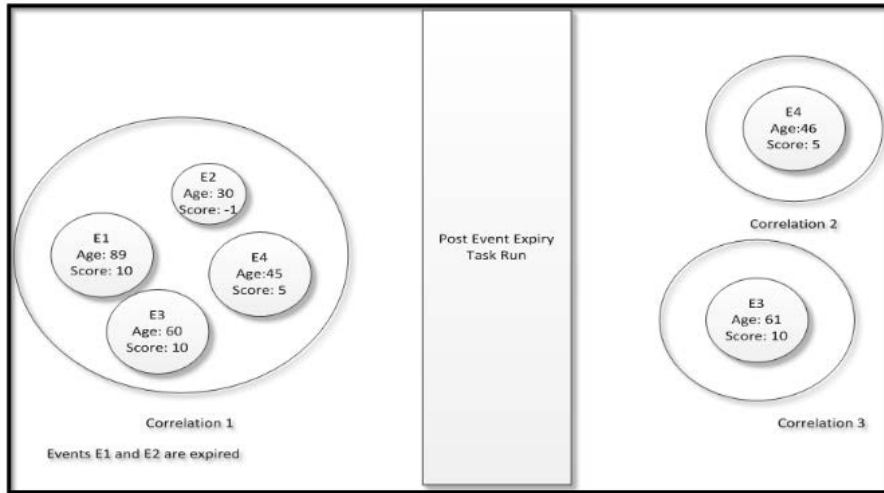 E2
Age: 30
Score: -1
E1
Age: 89
Score: 10
E4
Age:45
Score: 5
E3
Age: 60
Score: 10
Correlation 1
Events E1 and E2 are expired
Post Event Expiry
Task Run
E4
Age:46
Score: 5
Correlation 2
E3
Age: 61
Score: 10
Correlation 3